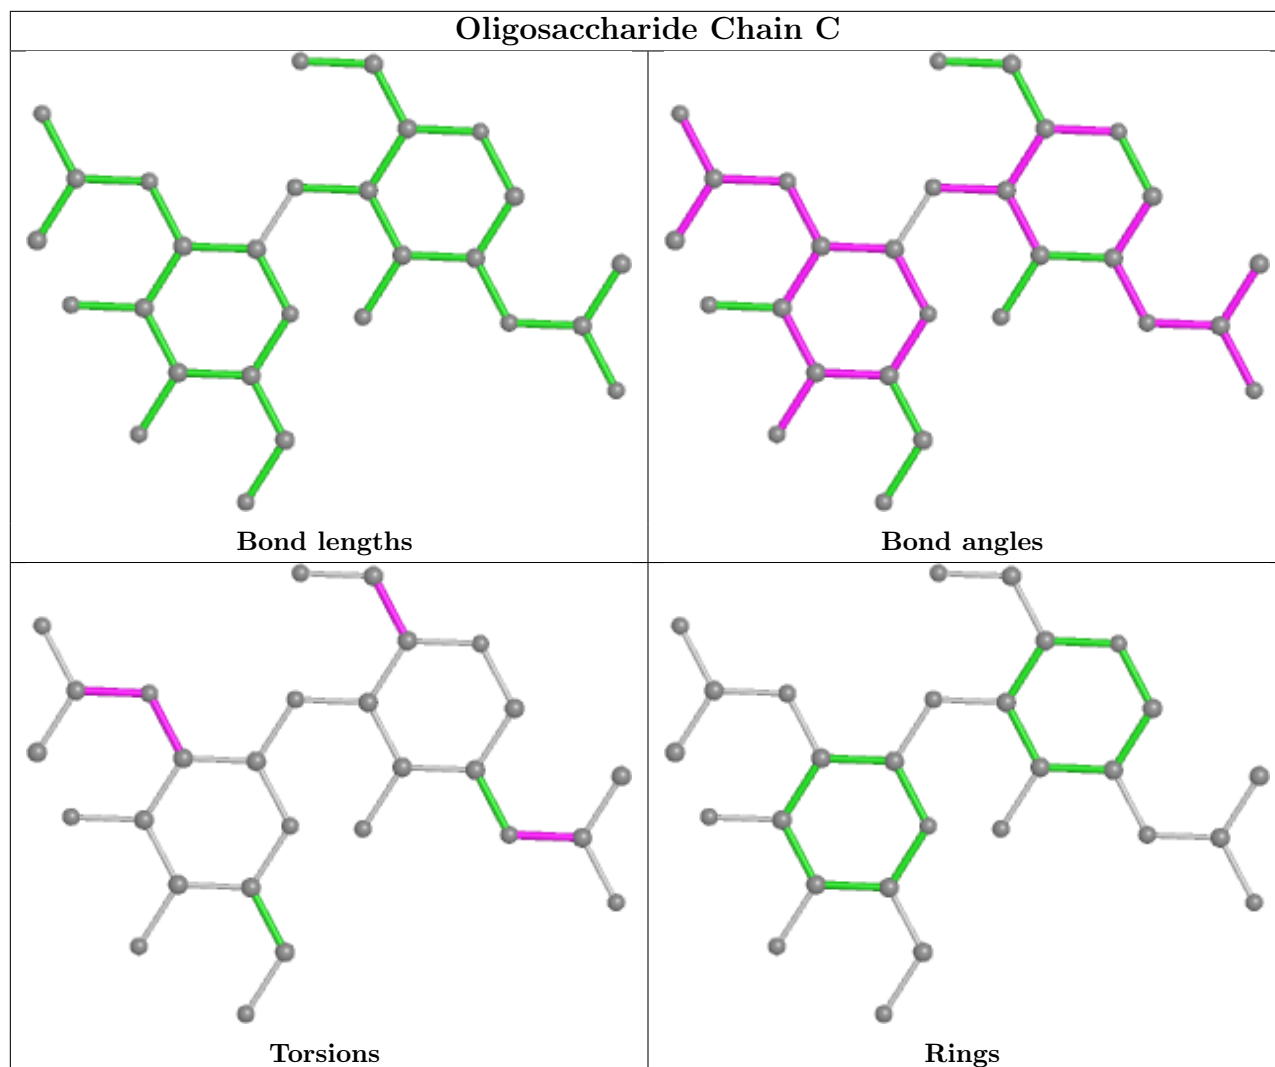 Oligosaccharide Chain C
Bond lengths
Bond angles
Torsions
Rings